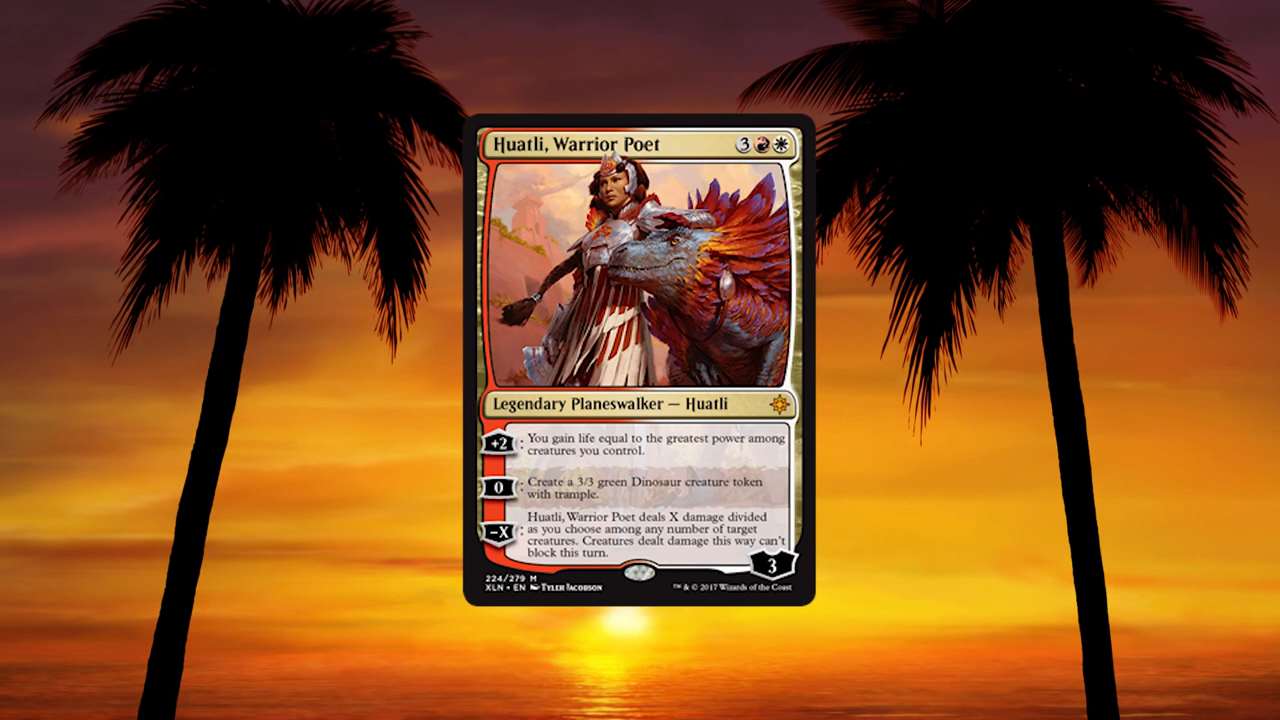 Huatli, Warrior Poet 3
Legendary Planeswalker — Huatli
+2: You gain life equal to the greatest power among
creatures you control.
0: Create a 3/3 green Dinosaur creature token
with trample.
−X: Huatli, Warrior Poet deals X damage divided
as you choose among any number of target
creatures. Creatures dealt damage this way can't
block this turn.
3
224/279 M
XLN • EN Tyler Jacobson
™ & © 2017 Wizards of the Coast